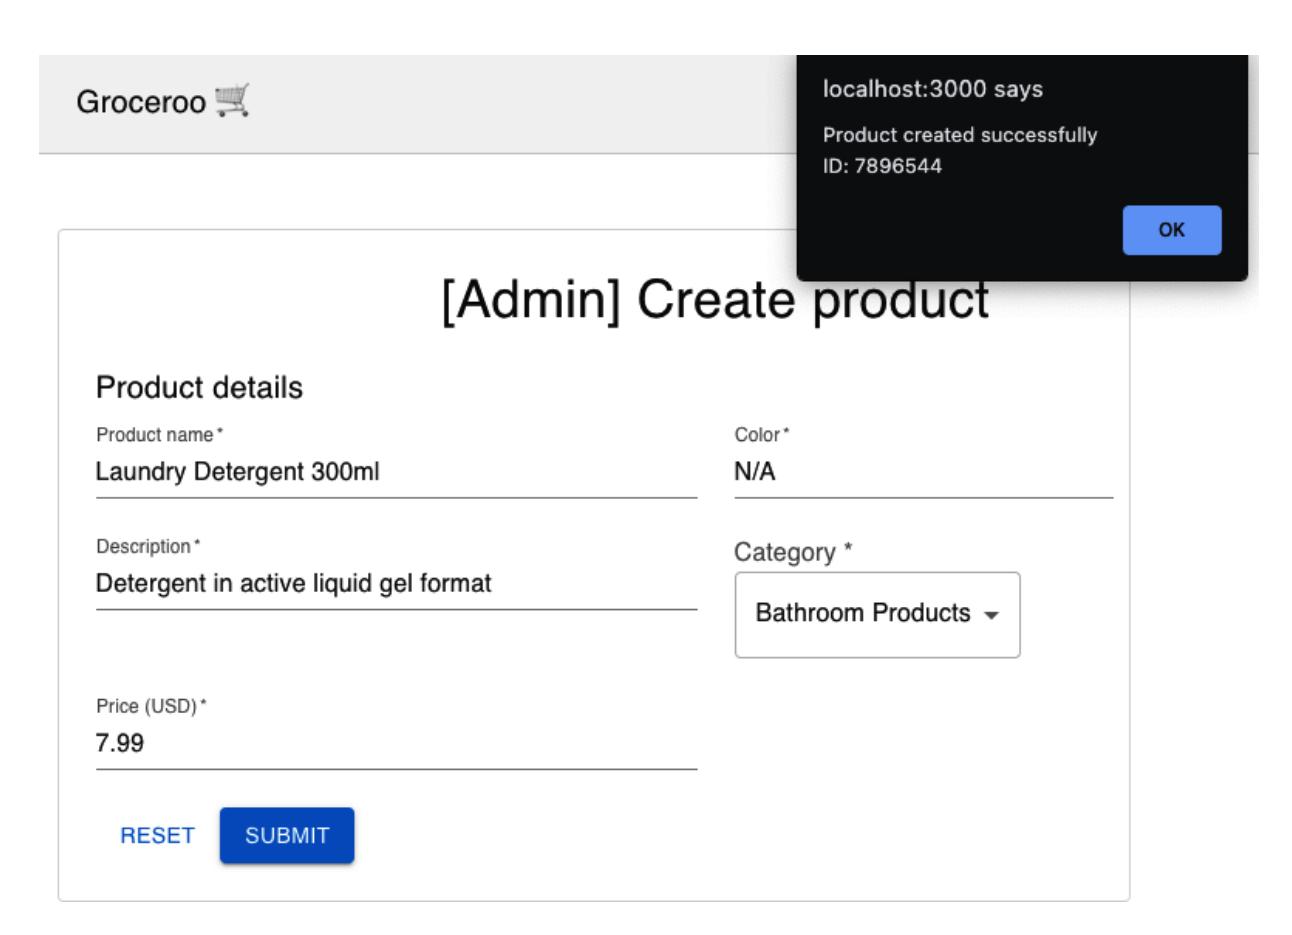 Groceroo 🛒
localhost:3000 says
Product created successfully
ID: 7896544
OK
[Admin] Create product
Product details
Product name *
Laundry Detergent 300ml
Color *
N/A
Description *
Detergent in active liquid gel format
Category *
Bathroom Products
Price (USD) *
7.99
RESET
SUBMIT